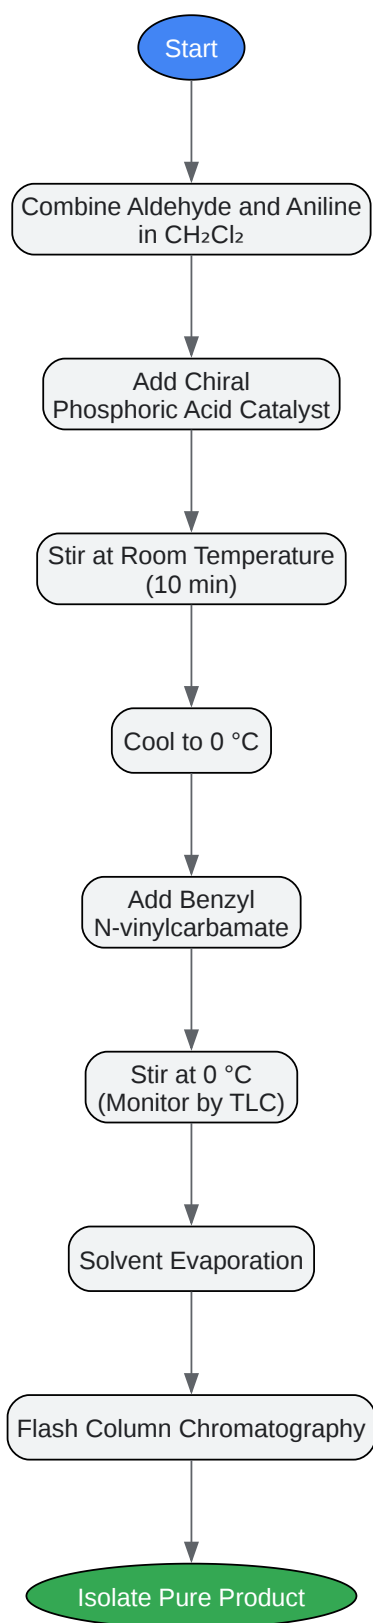 Start
Combine Aldehyde and Aniline
in CH₂Cl₂
Add Chiral
Phosphoric Acid Catalyst
Stir at Room Temperature
(10 min)
Cool to 0 °C
Add Benzyl
N-vinylcarbamate
Stir at 0 °C
(Monitor by TLC)
Solvent Evaporation
Flash Column Chromatography
Isolate Pure Product